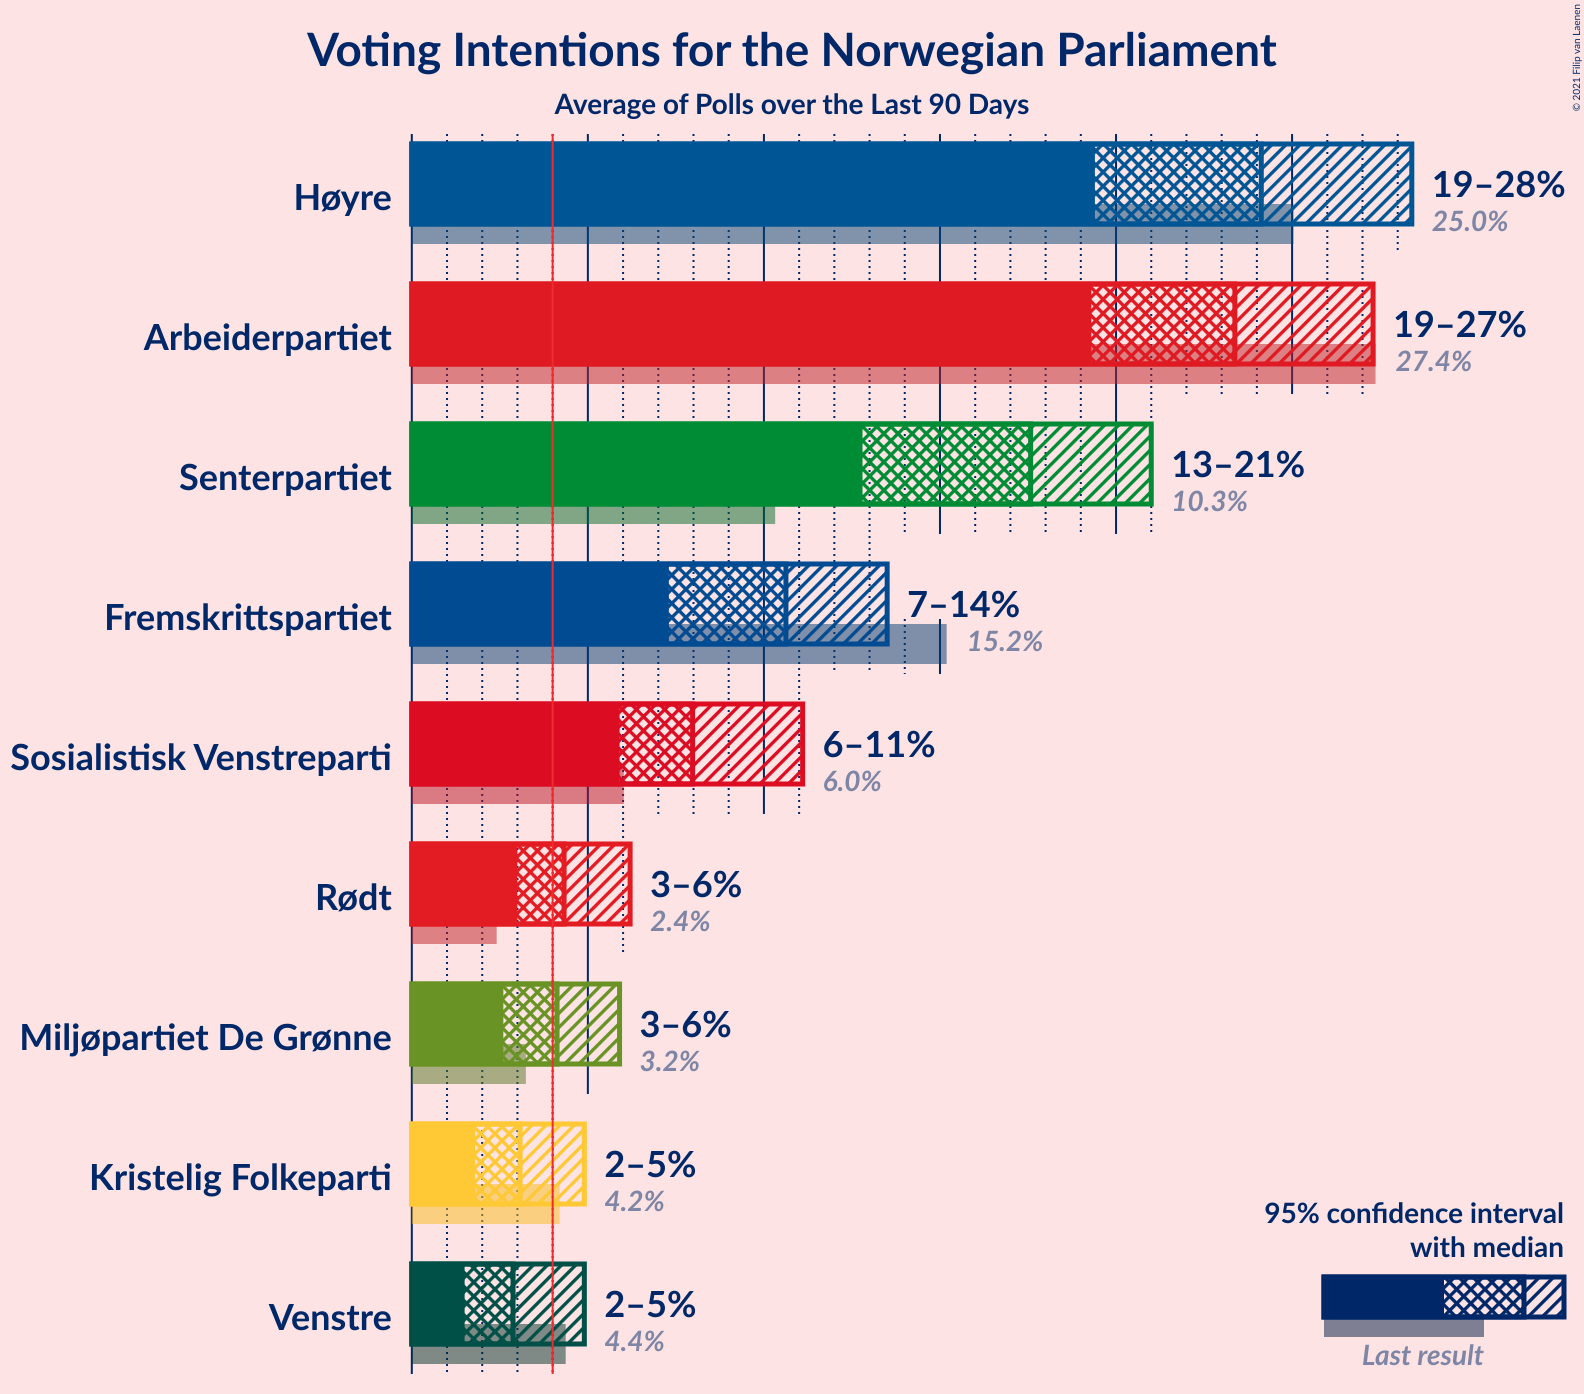 Voting Intentions for the Norwegian Parliament
Average of Polls over the Last 90 Days
© 2021 Filip van Laenen
Høyre
19–28%
25.0%
Arbeiderpartiet
19–27%
27.4%
Senterpartiet
13–21%
10.3%
Fremskrittspartiet
7–14%
15.2%
Sosialistisk Venstreparti
6–11%
6.0%
Rødt
3–6%
2.4%
Miljøpartiet De Grønne
3–6%
3.2%
Kristelig Folkeparti
2–5%
4.2%
Venstre
2–5%
4.4%
95% confidence interval
with median
Last result